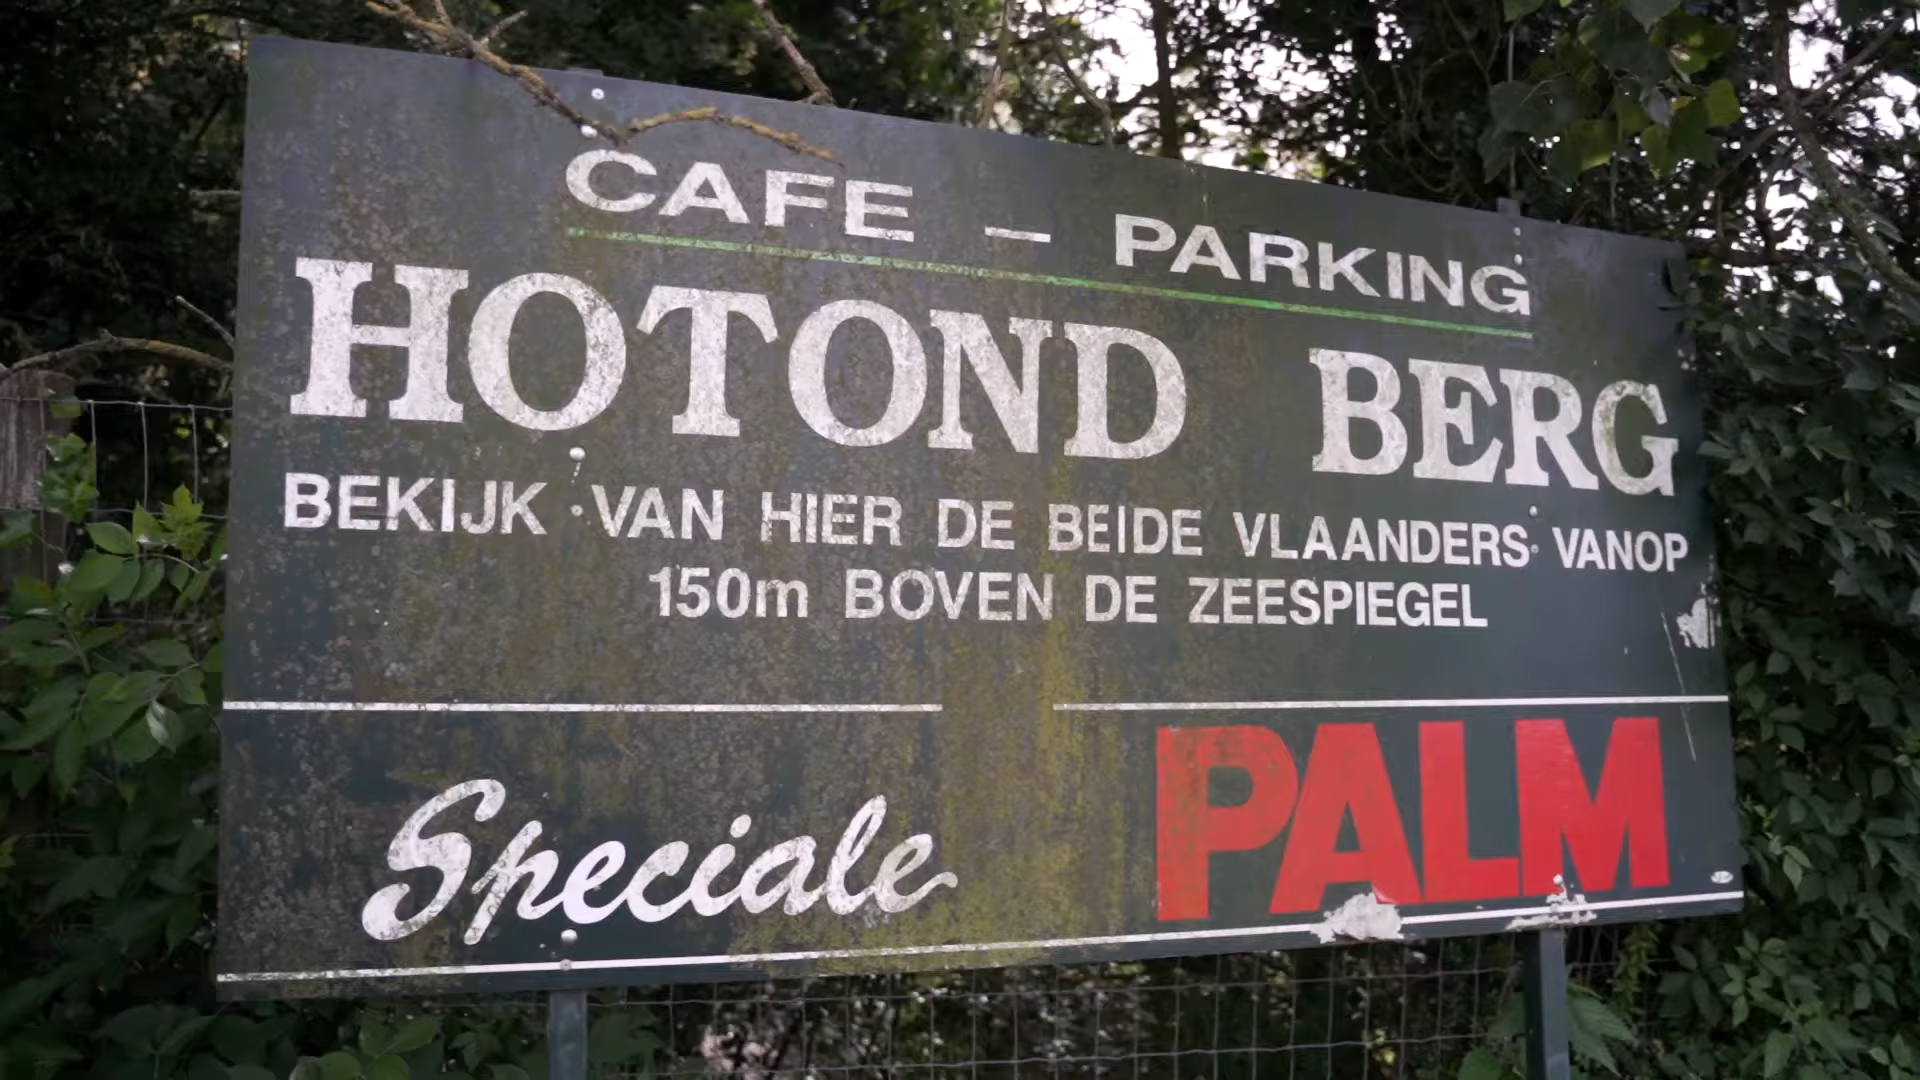 CAFE – PARKING
HOTOND BERG
BEKIJK VAN HIER DE BEIDE VLAANDERS VANOP
150m BOVEN DE ZEESPIEGEL
Speciale PALM